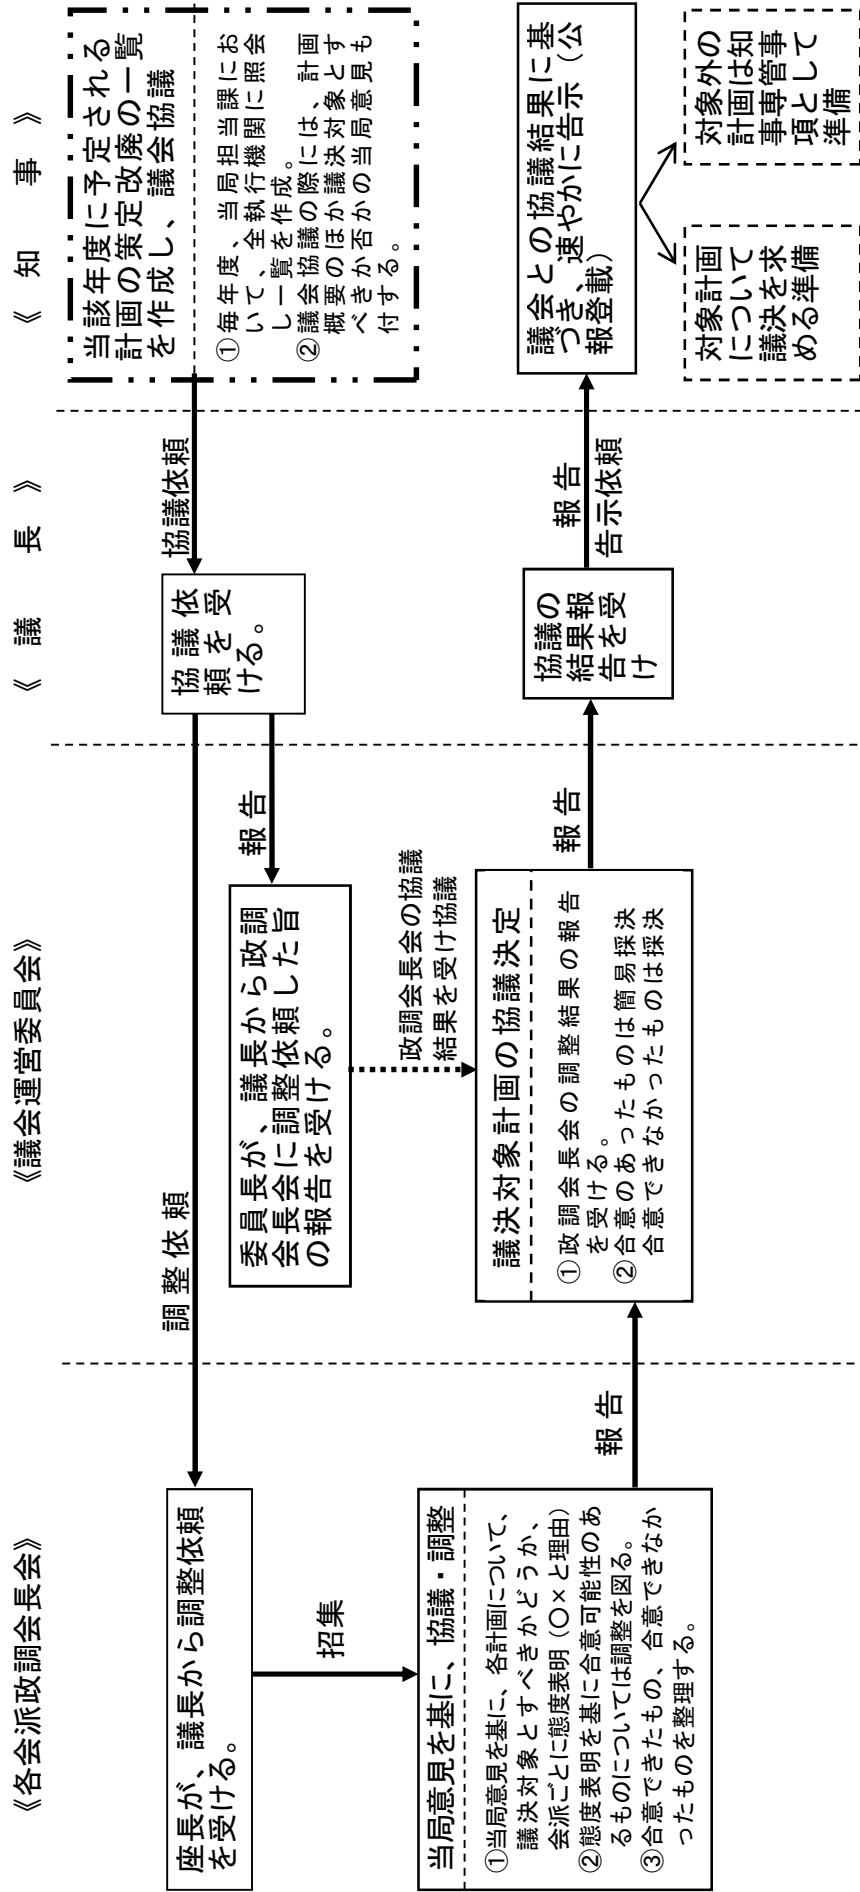 《各会派政調会長会》
《議会運営委員会》
《議長》
《知事》
当該年度に予定される
計画の策定改廃の一覧
を作成し、議会協議
①毎年度、当局担当課にお
いて、全執行機関に照会
し一覧を作成。
②議会協議の際には、計画
概要のほか議決対象とす
べきか否かの当局意見も
付する。
協議依頼
協議依
頼を受
ける。
調整依頼
報告
座長が、議長から調整依頼
を受ける。
委員長が、議長から政調
会長会に調整依頼した旨
の報告を受ける。
招集
政調会長会の協議
結果を受け協議
当局意見を基に、協議・調整
①当局意見を基に、各計画について、
議決対象とすべきかどうか、
会派ごとに態度表明（〇×と理由）
②態度表明を基に合意可能性のあ
るものについては調整を図る。
③合意できたもの、合意できなか
ったものを整理する。
報告
議決対象計画の協議決定
①政調会長会の調整結果の報告
を受ける。
②合意のあったものは簡易採決
合意できなかったものは採決
報告
協議の
結果報
告を受
け
報告
告示依頼
議会との協議結果に基
づき、速やかに告示（公
報登載）
対象計画
について
議決を求
める準備
対象外の
計画は知
事専管事
項として
準備